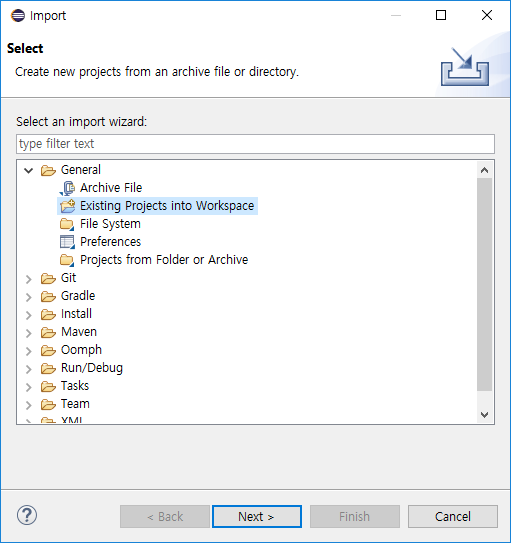 Import
Select
Create new projects from an archive file or directory.
Select an import wizard:
type filter text
General
Archive File
Existing Projects into Workspace
File System
Preferences
Projects from Folder or Archive
Git
Gradle
Install
Maven
Oomph
Run/Debug
Tasks
Team
XML
?
< Back
Next >
Finish
Cancel